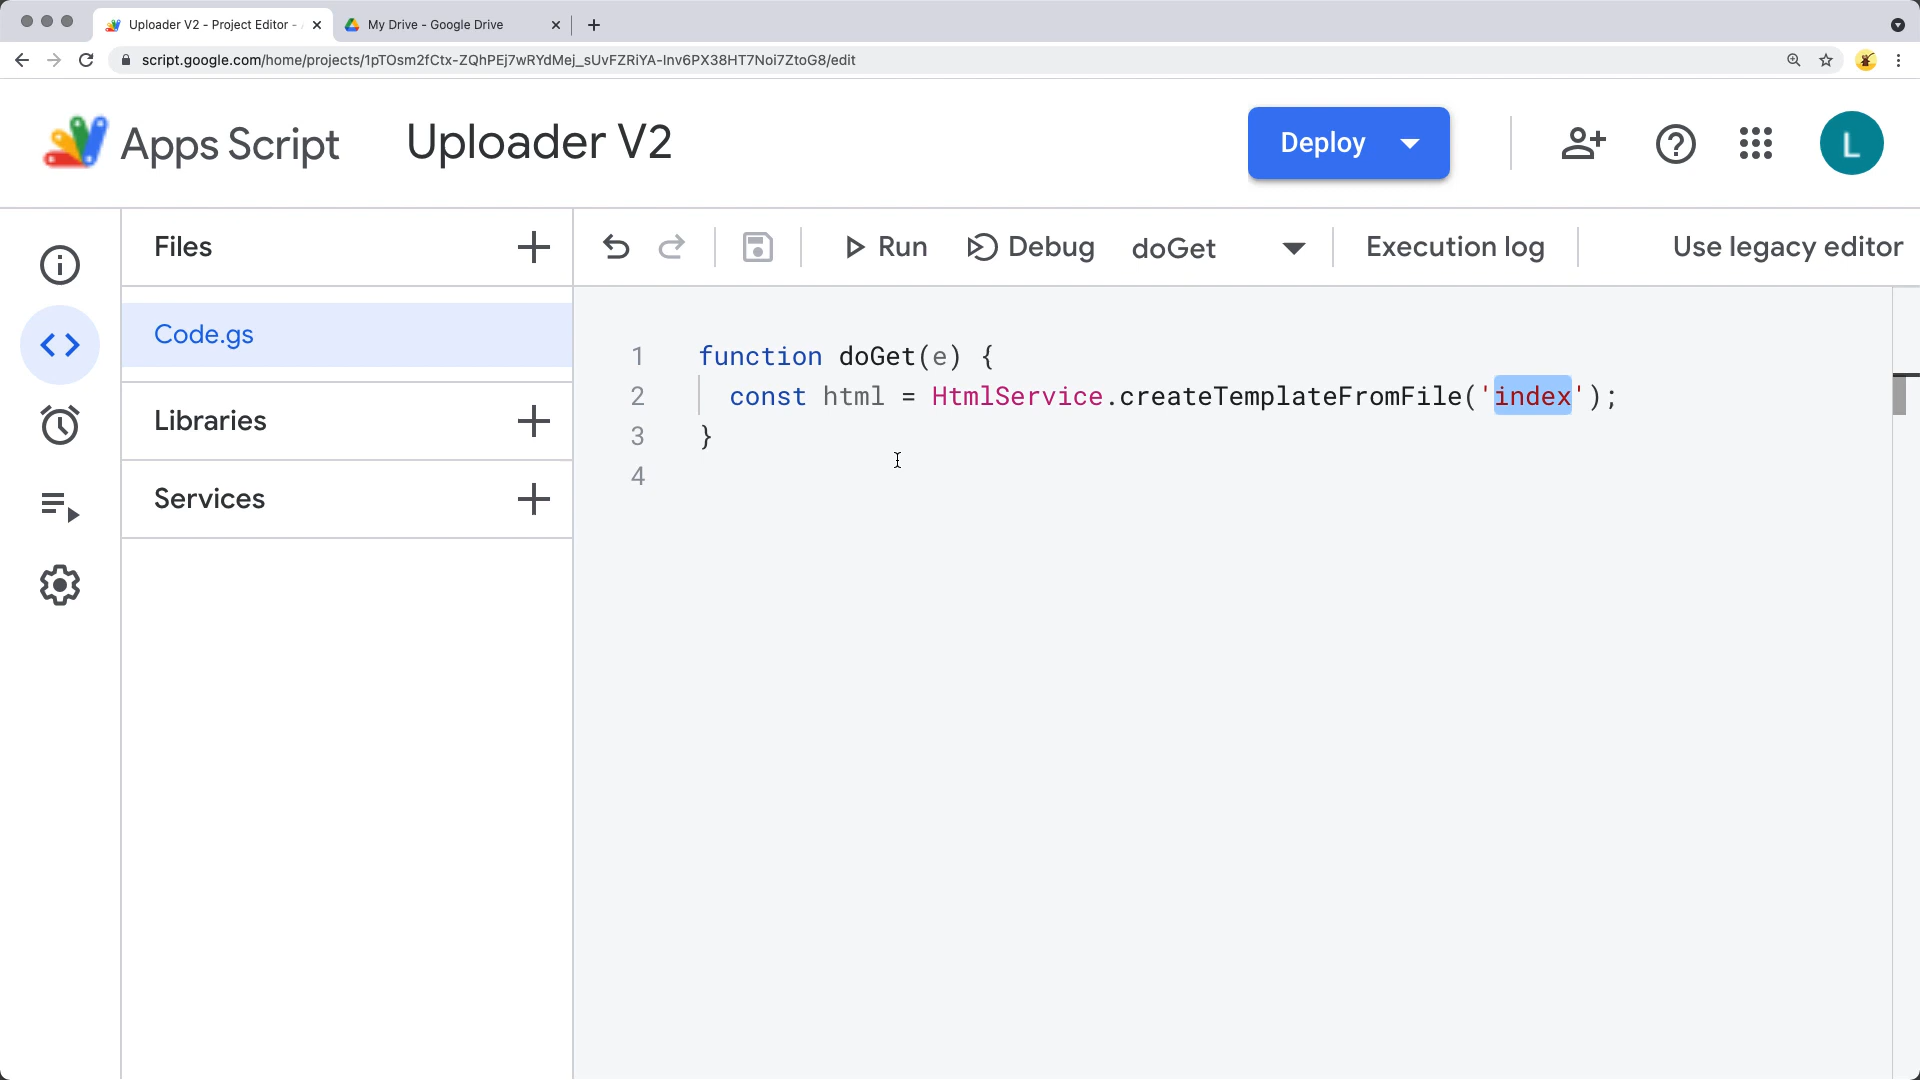 Uploader V2 - Project Editor -
My Drive - Google Drive
script.google.com/home/projects/1pTOsm2fCtx-ZQhPEj7wRYdMej_sUvFZRiYA-lnv6PX38HT7Noi7ZtoG8/edit
Apps Script
Uploader V2
Deploy
L
Files
Run
Debug
doGet
Execution log
Use legacy editor
Code.gs
Libraries
Services
1 function doGet(e) {
2 const html = HtmlService.createTemplateFromFile('index');
3 }
4